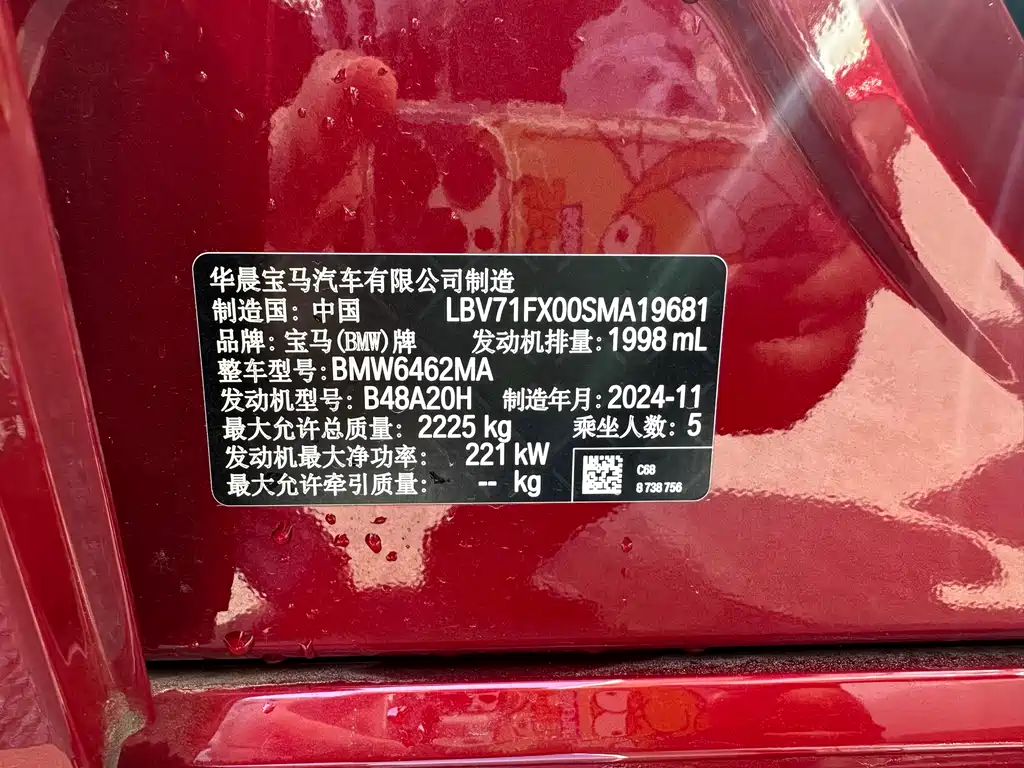 华晨宝马汽车有限公司制造
制造国：中国 LBV71FX00SMA19681
品牌：宝马(BMW)牌 发动机排量：1998 mL
整车型号：BMW6462MA
发动机型号：B48A20H 制造年月：2024-11
最大允许总质量：2225 kg 乘坐人数：5
发动机最大净功率：221 kW
最大允许牵引质量：-- kg
C68
8 738 756